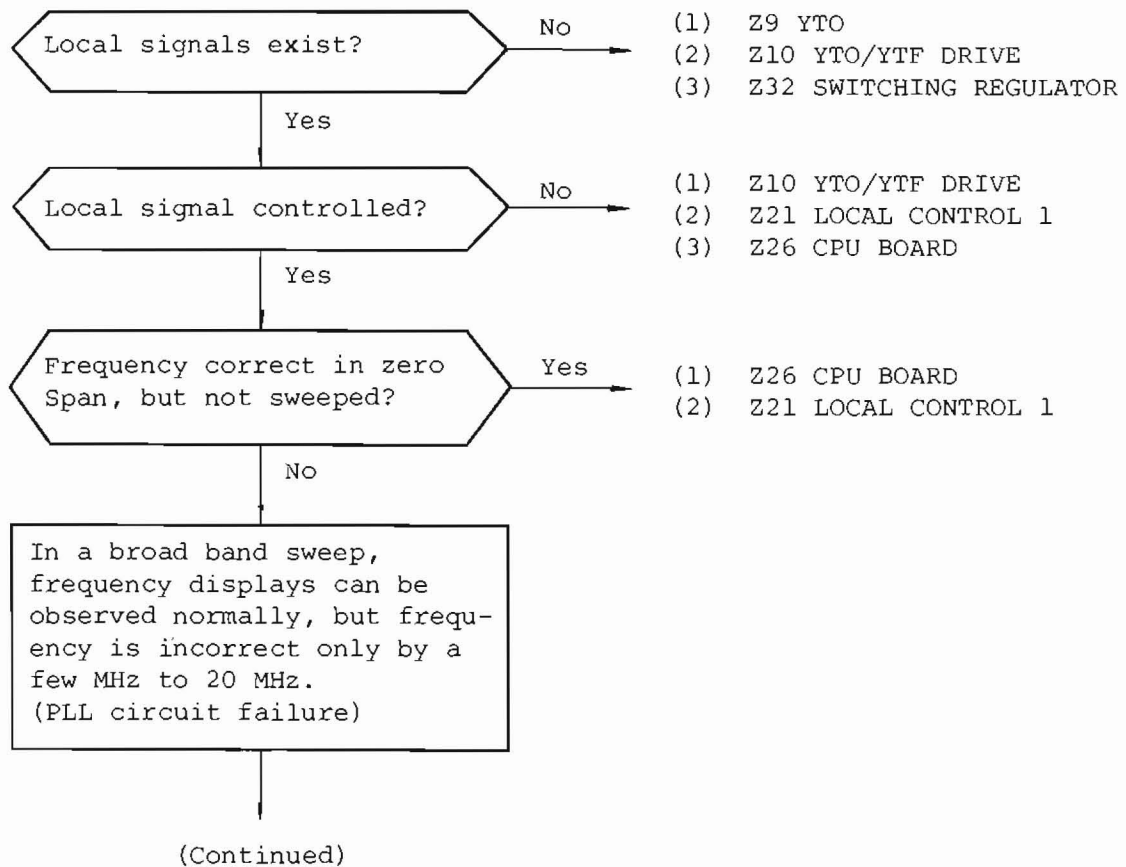 Local signals exist?
No
(1) Z9 YTO
(2) Z10 YTO/YTF DRIVE
(3) Z32 SWITCHING REGULATOR
Yes
Local signal controlled?
No
(1) Z10 YTO/YTF DRIVE
(2) Z21 LOCAL CONTROL 1
(3) Z26 CPU BOARD
Yes
Frequency correct in zero
Span, but not sweeped?
Yes
(1) Z26 CPU BOARD
(2) Z21 LOCAL CONTROL 1
No
In a broad band sweep,
frequency displays can be
observed normally, but frequ-
ency is incorrect only by a
few MHz to 20 MHz.
(PLL circuit failure)
(Continued)